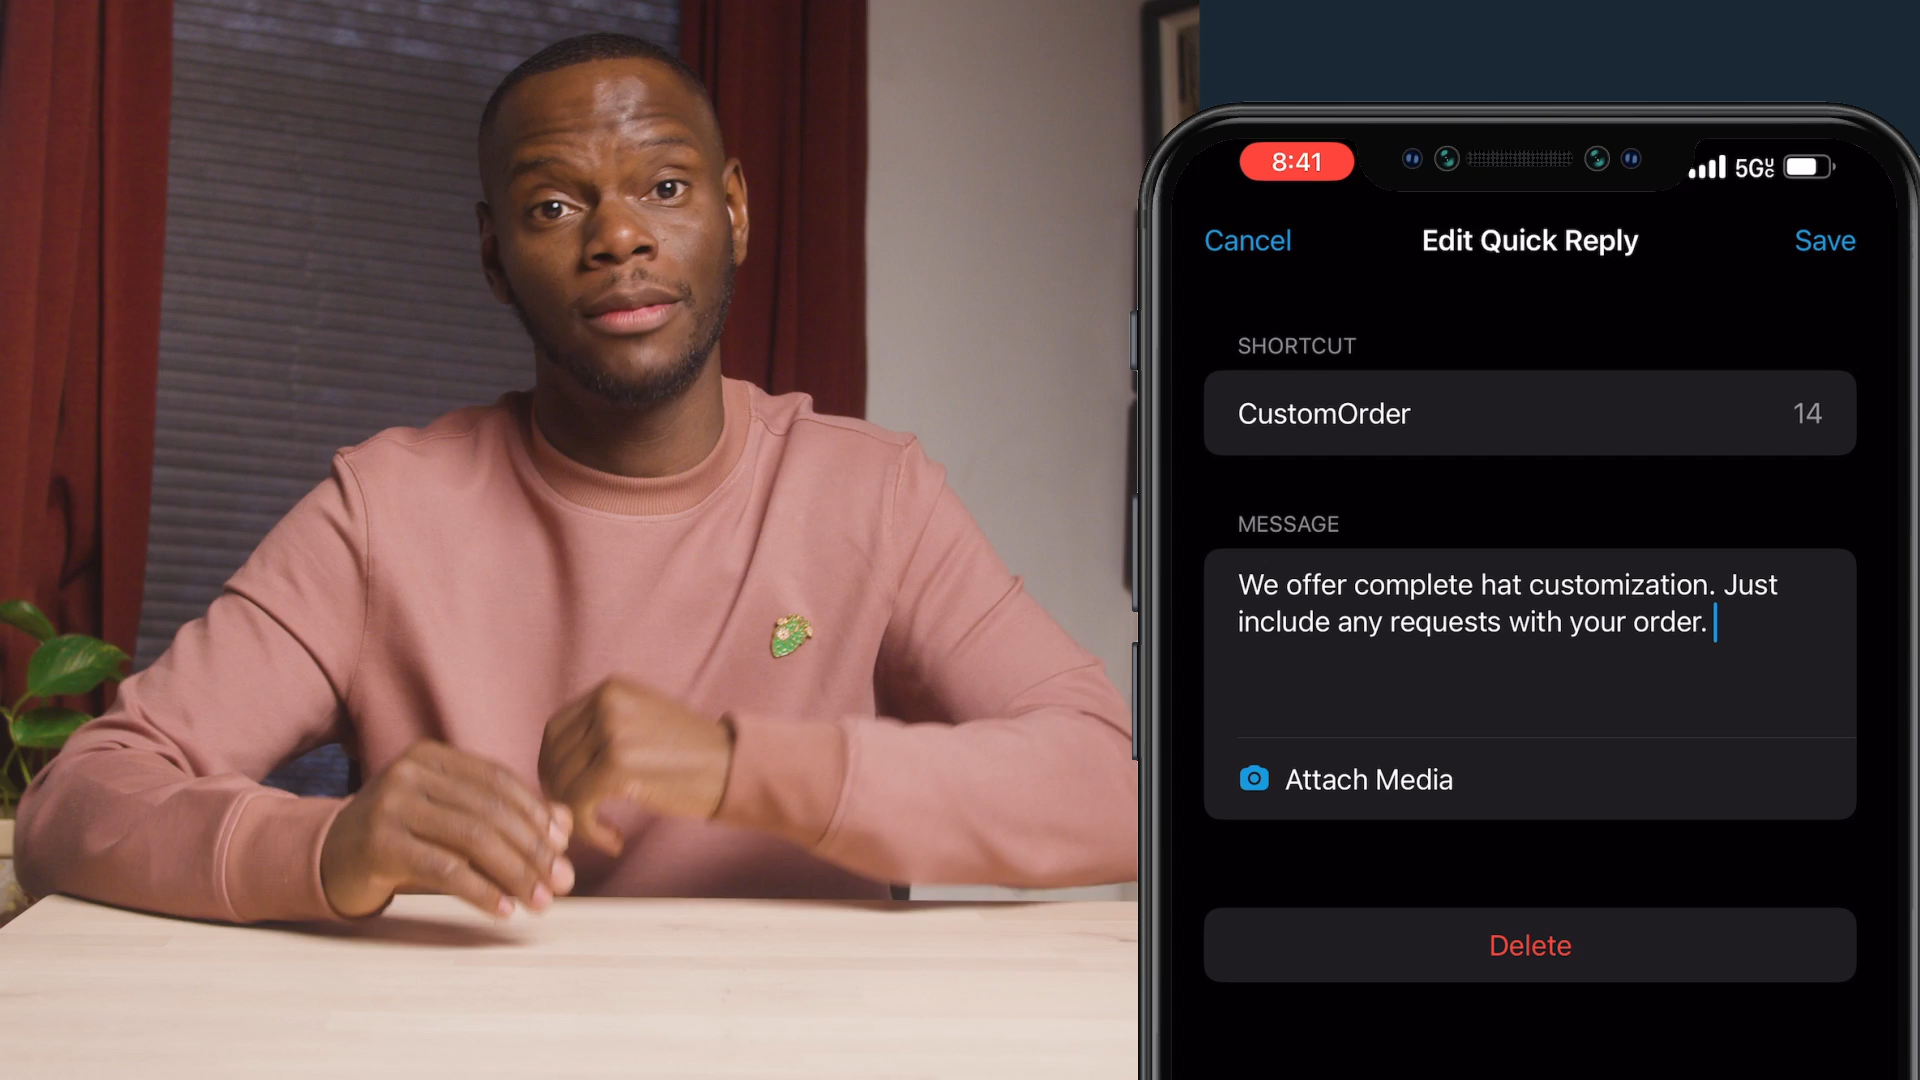 8:41
5GUC
Cancel
Edit Quick Reply
Save
SHORTCUT
CustomOrder
14
MESSAGE
We offer complete hat customization. Just
include any requests with your order.
Attach Media
Delete